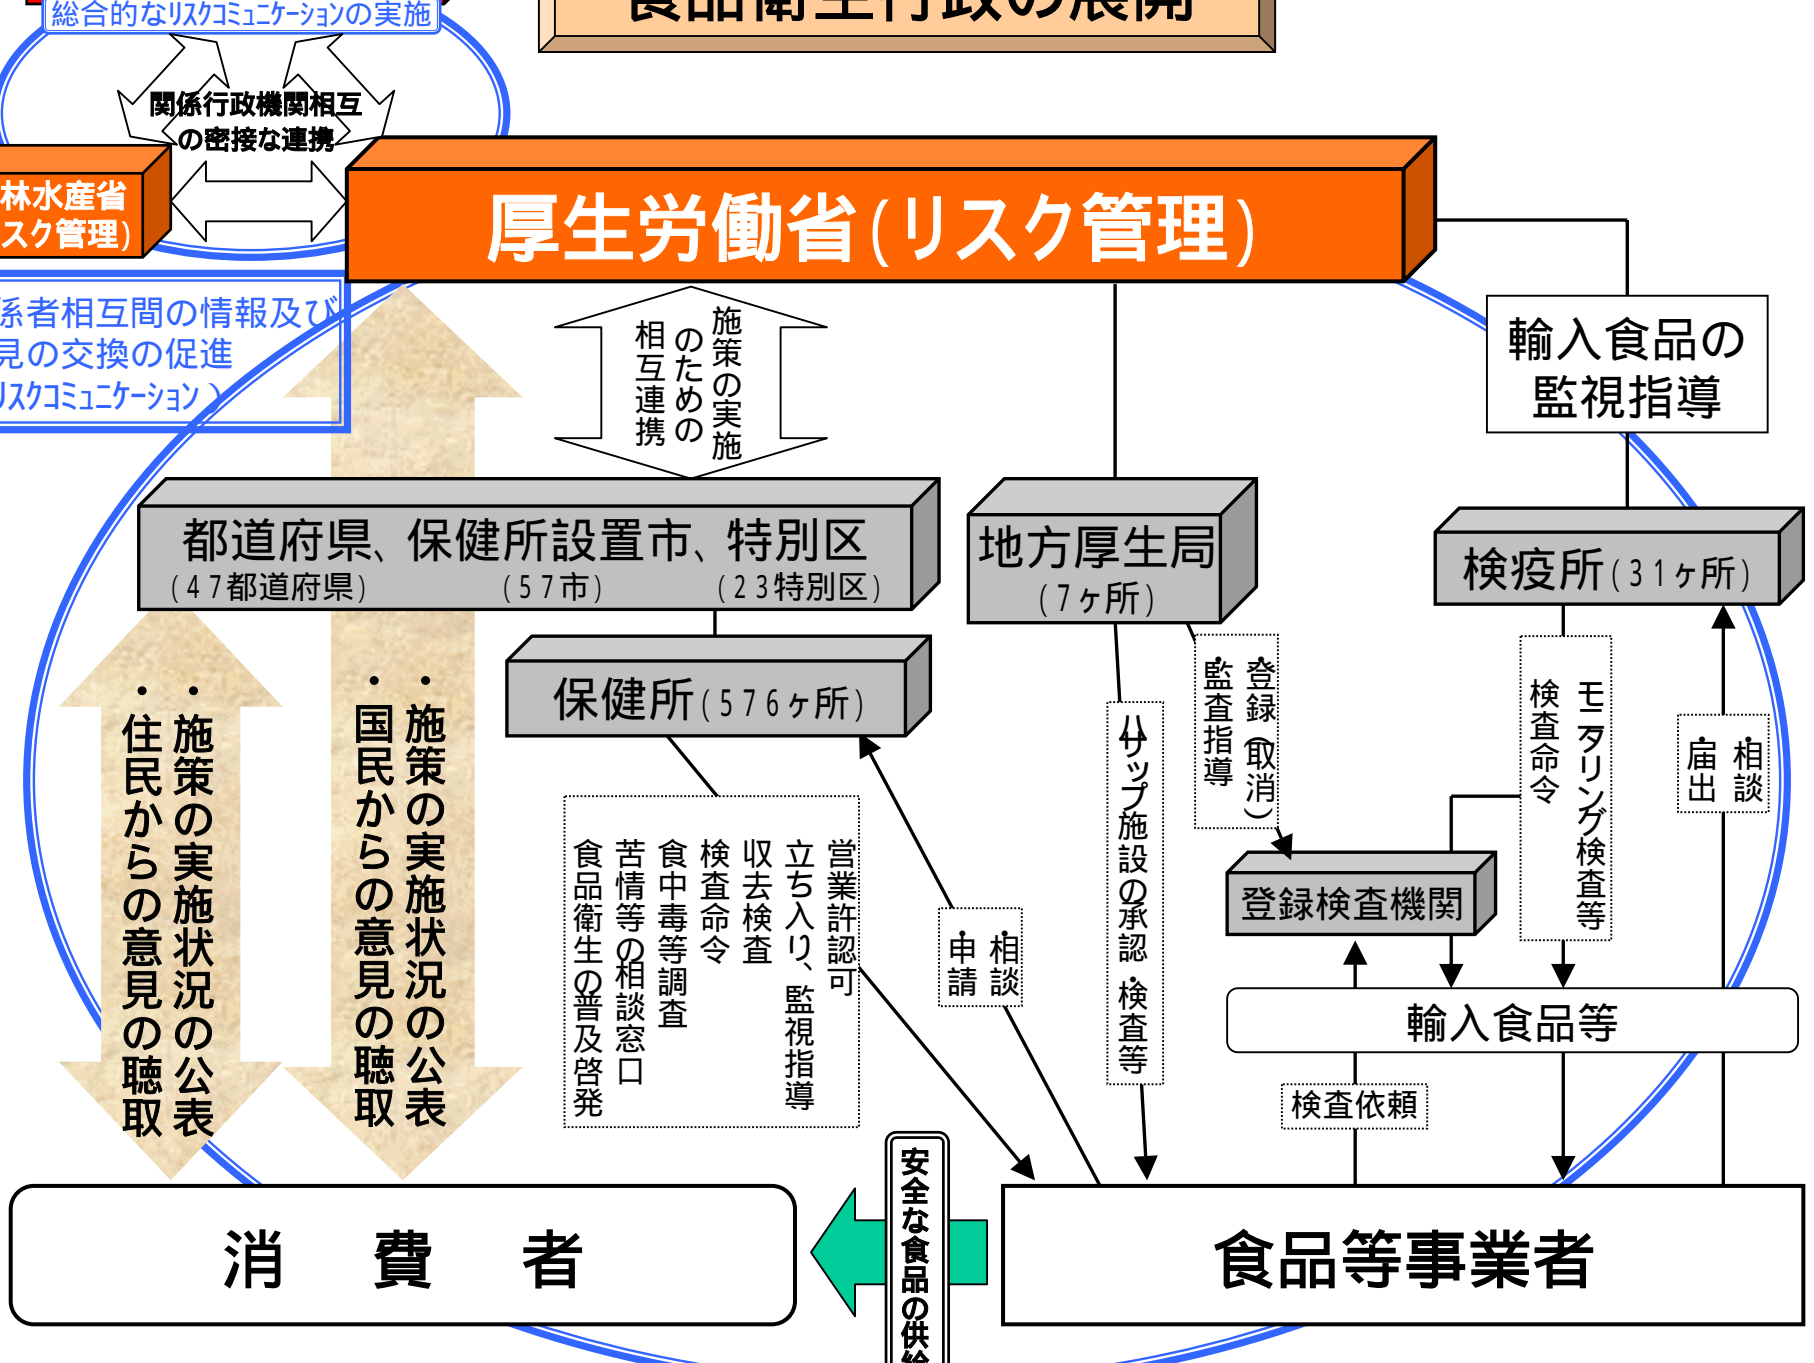 総合的なリスクコミュニケーションの実施
食品衛生行政の展開
関係行政機関相互
の密接な連携
林水産省
スク管理)
厚生労働省(リスク管理)
係者相互間の情報及び
見の交換の促進
リスクコミュニケーション)
施策の実施
のための
相互連携
輸入食品の
監視指導
都道府県、保健所設置市、特別区
(47都道府県) (57市) (23特別区)
地方厚生局
(7ヶ所)
検疫所(31ヶ所)
保健所(576ヶ所)
・施策の実施状況の公表
・住民からの意見の聴取
・施策の実施状況の公表
・国民からの意見の聴取
営業許認可
立ち入り、監視指導
収去検査
検査命令
食中毒等調査
苦情等の相談窓口
食品衛生の普及啓発
・相談
・申請
ハサップ施設の承認・検査等
・登録(取消)
・監査指導
モニタリング検査等
検査命令
・相談
・届出
登録検査機関
輸入食品等
検査依頼
安全な食品の供給
消費者
食品等事業者